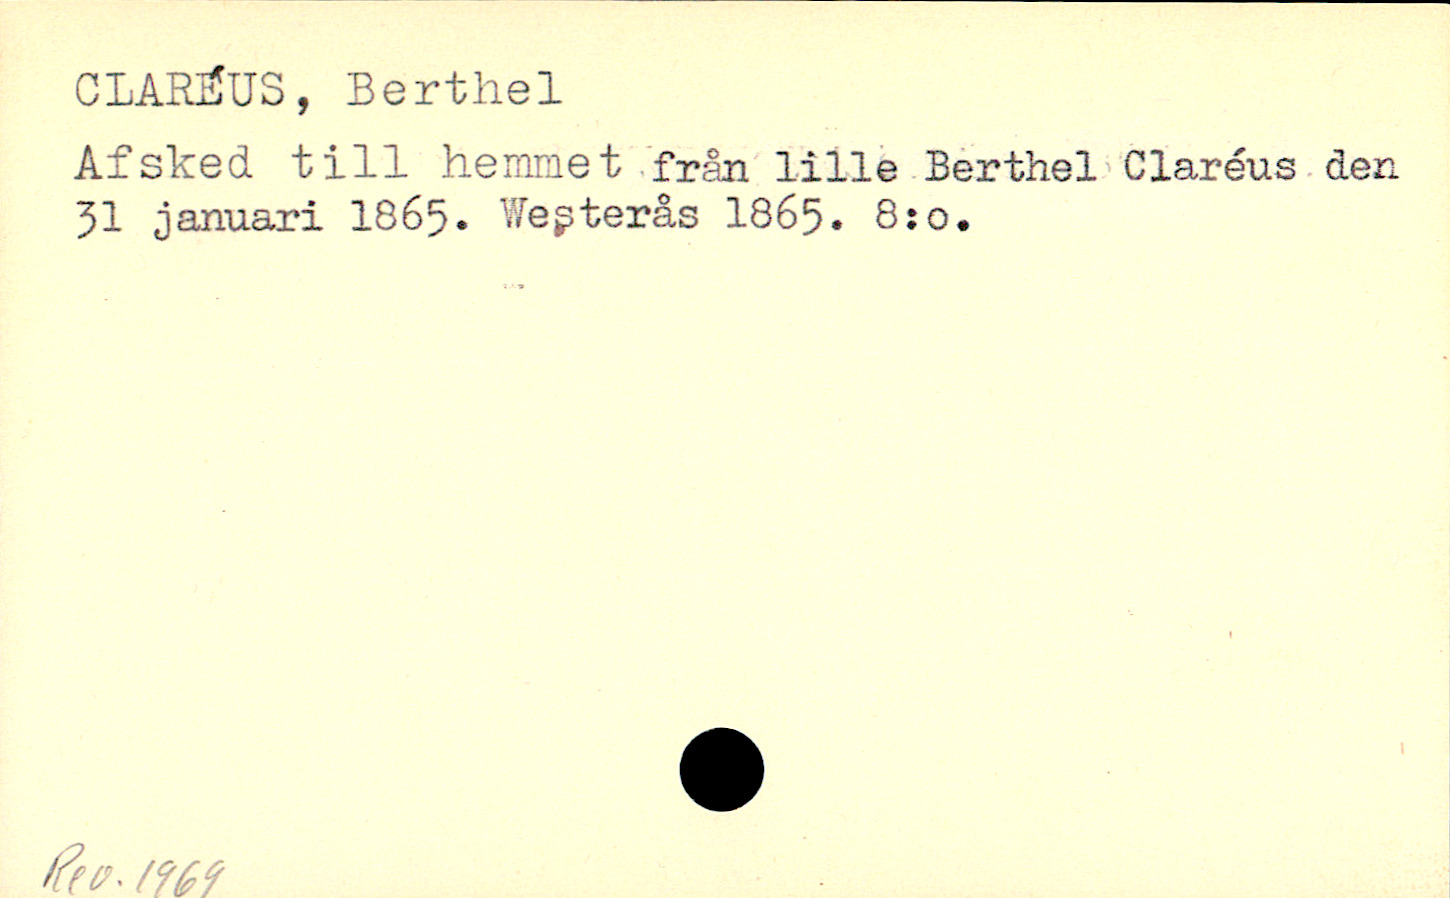 CLARÉUS, Berthel
Afsked till hemmet från lille Berthel Claréus den
31 januari 1865. Westerås 1865. 8:o.
Rev. 1969